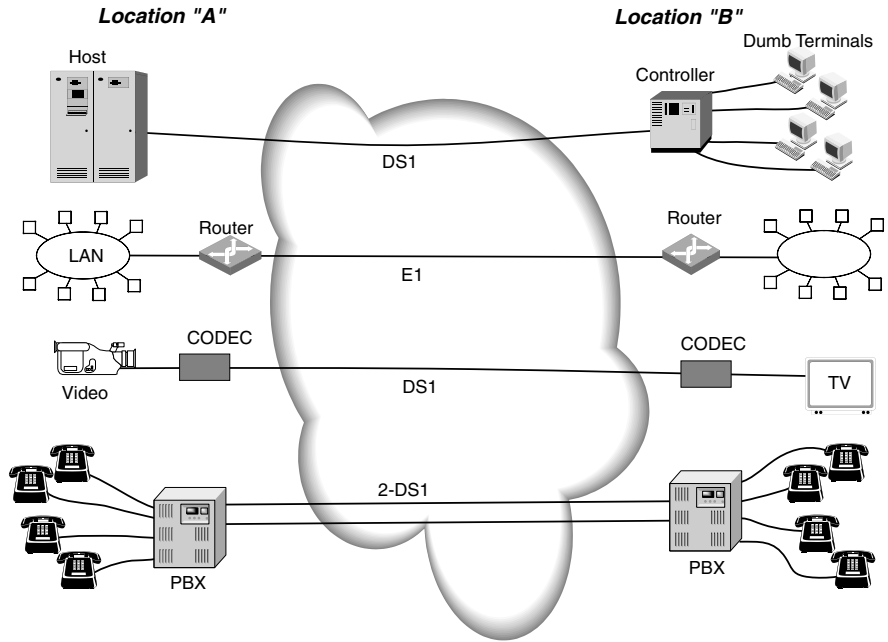 Location "A"
Location "B"
Host
Dumb Terminals
Controller
DS1
Router
Router
LAN
E1
CODEC
CODEC
Video
DS1
TV
2-DS1
PBX
PBX